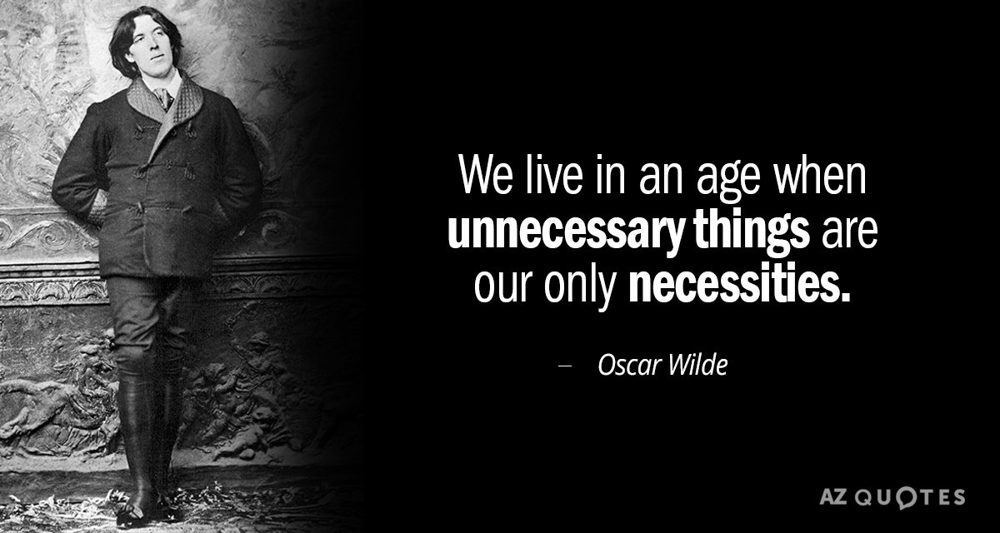 We live in an age when
unnecessary things are
our only necessities.
– Oscar Wilde
AZ QUOTES